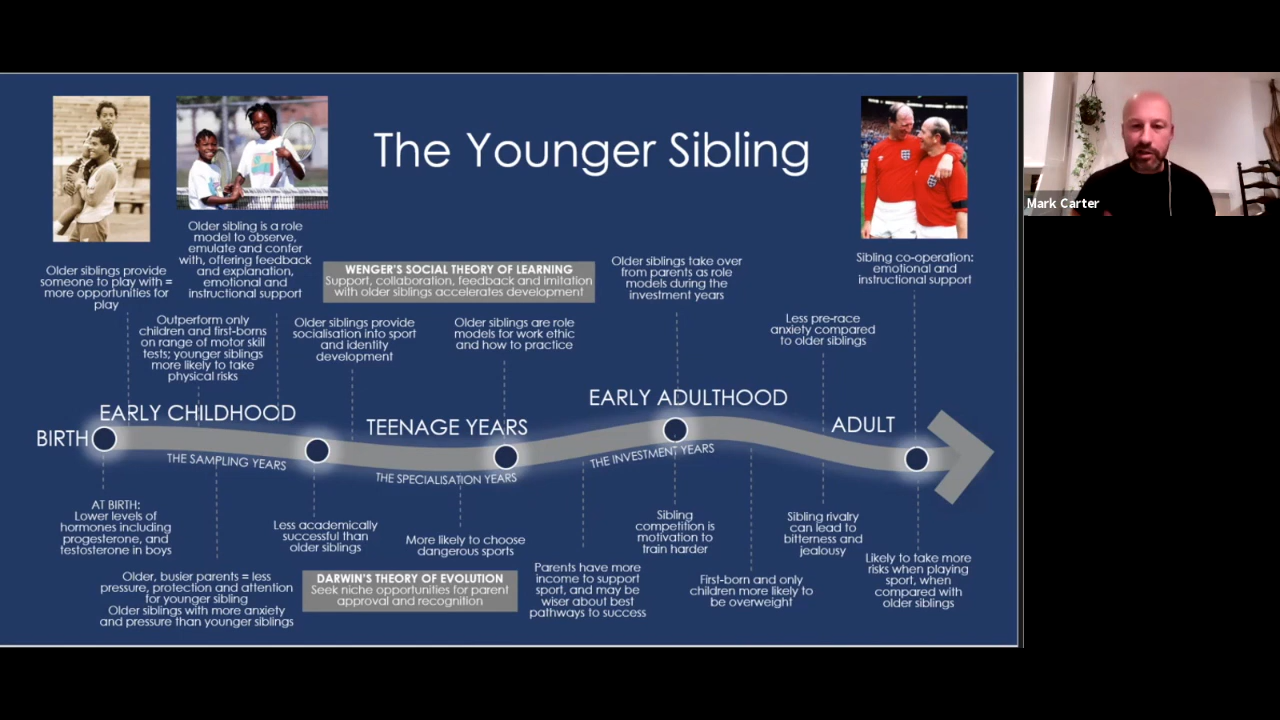 The Younger Sibling
Mark Carter
Older siblings provide
someone to play with =
more opportunities for
play
Older sibling is a role
model to observe,
emulate and confer
with, offering feedback
and explanation,
emotional and
instructional support
Outperform only
children and first-borns
on range of motor skill
tests; younger siblings
more likely to take
physical risks
WENGER'S SOCIAL THEORY OF LEARNING
Support, collaboration, feedback and imitation
with older siblings accelerates development
Older siblings provide
socialisation into sport
and identity
development
Older siblings are role
models for work ethic
and how to practice
Older siblings take over
from parents as role
models during the
investment years
Less pre-race
anxiety compared
to older siblings
Sibling co-operation:
emotional and
instructional support
BIRTH
EARLY CHILDHOOD
TEENAGE YEARS
EARLY ADULTHOOD
ADULT
THE SAMPLING YEARS
THE SPECIALISATION YEARS
THE INVESTMENT YEARS
AT BIRTH:
Lower levels of
hormones including
progesterone, and
testosterone in boys
Older, busier parents = less
pressure, protection and attention
for younger sibling
Older siblings with more anxiety
and pressure than younger siblings
Less academically
successful than
older siblings
DARWIN'S THEORY OF EVOLUTION
Seek niche opportunities for parent
approval and recognition
More likely to choose
dangerous sports
Parents have more
income to support
sport, and may be
wiser about best
pathways to success
Sibling
competition is
motivation to
train harder
First-born and only
children more likely to
be overweight
Sibling rivalry
can lead to
bitterness and
jealousy
Likely to take more
risks when playing
sport, when
compared with
older siblings